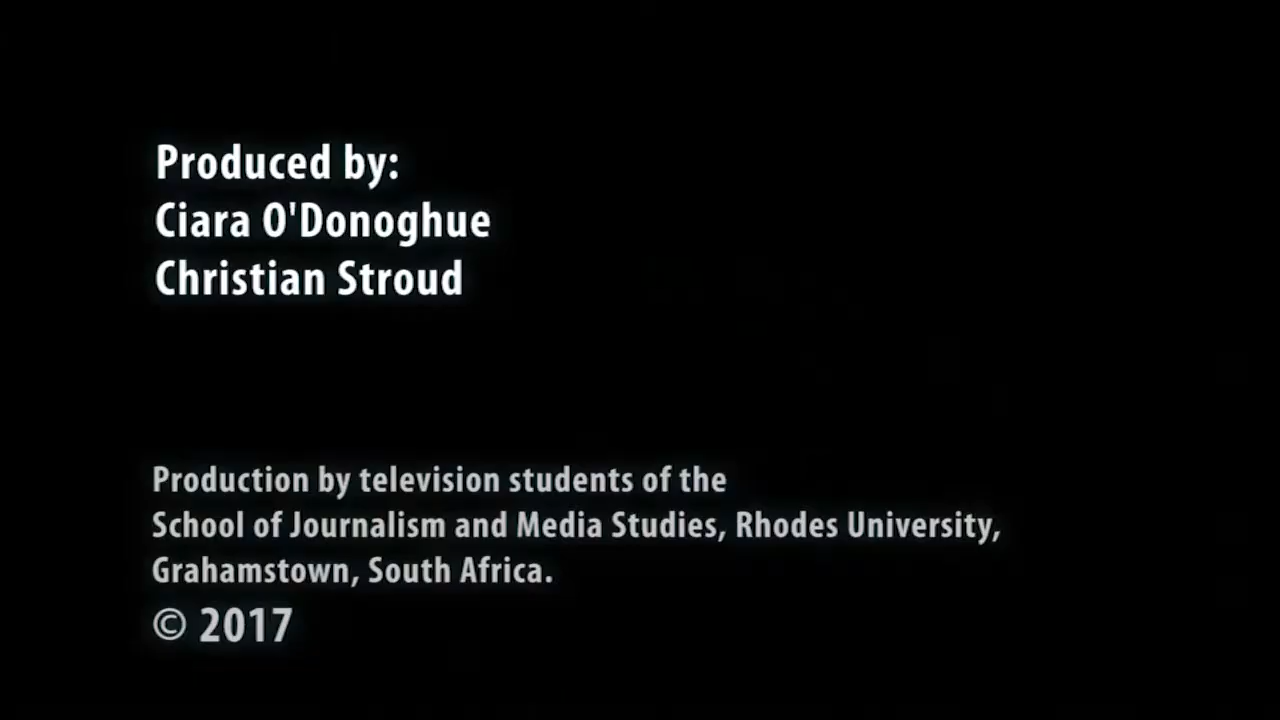 Produced by:
Ciara O'Donoghue
Christian Stroud
Production by television students of the
School of Journalism and Media Studies, Rhodes University,
Grahamstown, South Africa.
© 2017